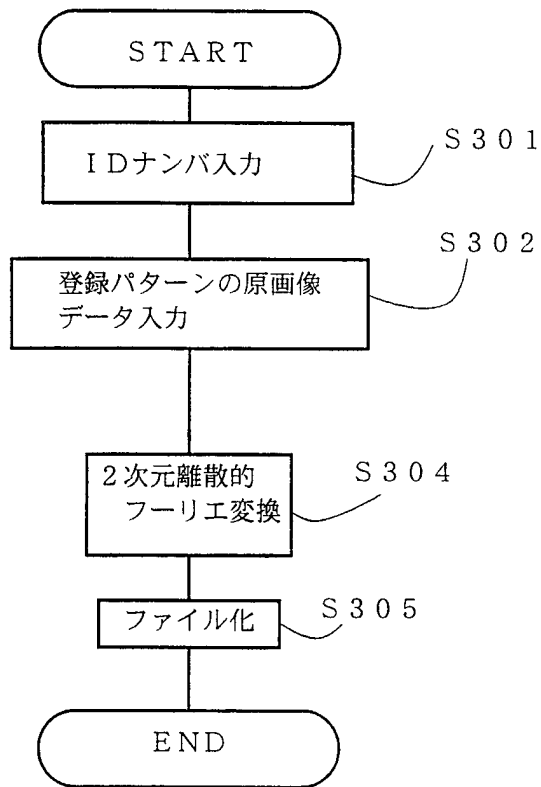 ＳＴＡＲＴ
ＩＤナンバ入力
Ｓ３０１
登録パターンの原画像
データ入力
Ｓ３０２
２次元離散的
フーリエ変換
Ｓ３０４
ファイル化
Ｓ３０５
ＥＮＤ